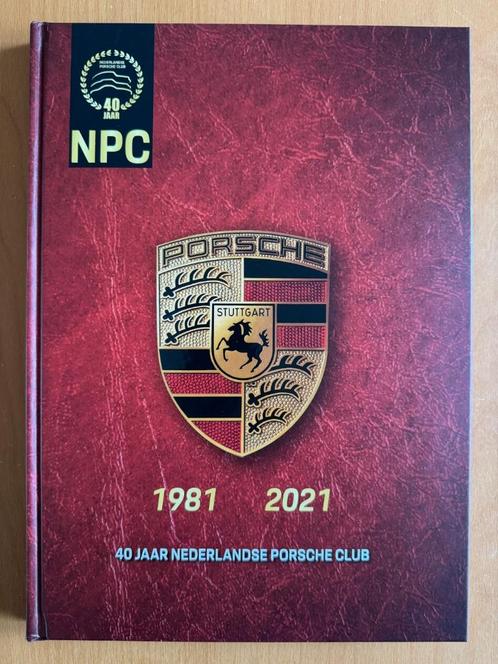 NEDERLANDSE
PORSCHE CLUB
40
JAAR
NPC
PORSCHE
STUTTGART
1981 2021
40 JAAR NEDERLANDSE PORSCHE CLUB